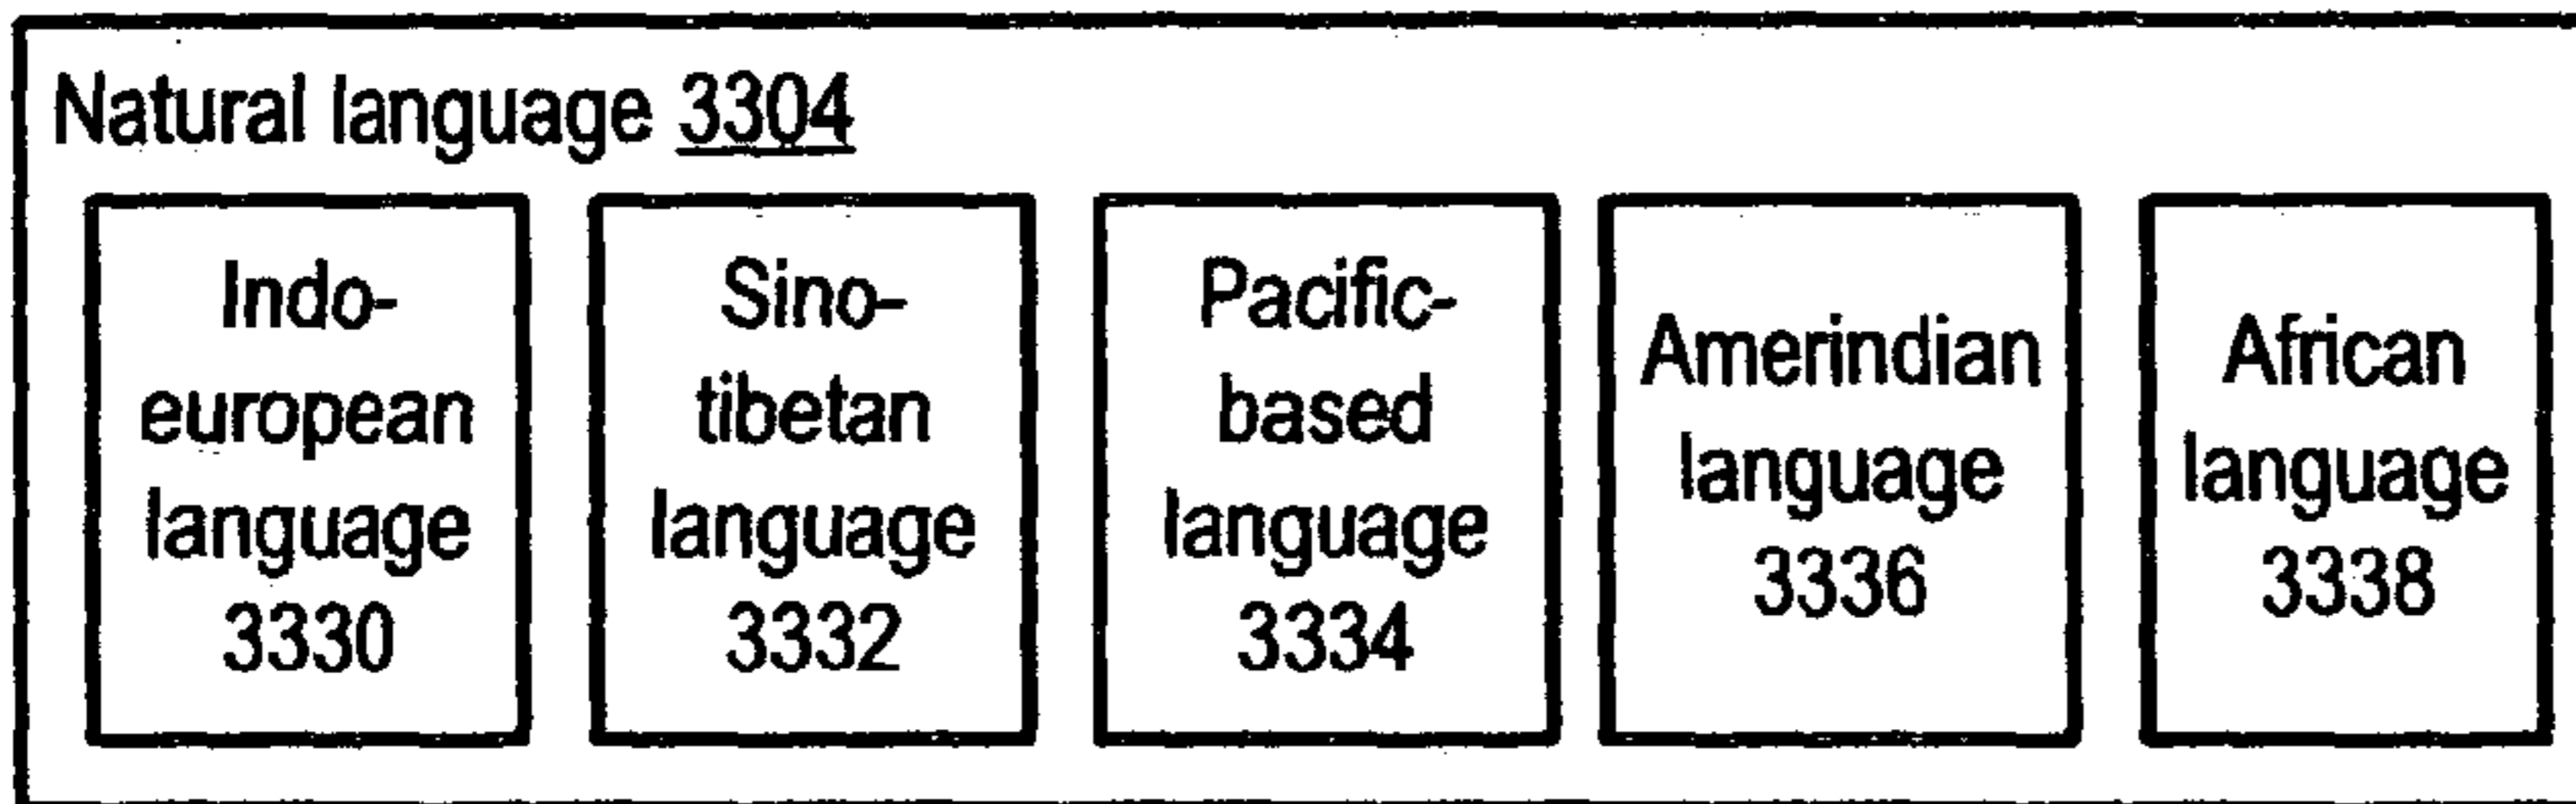 Natural language 3304
Indo-
european
language
3330
Sino-
tibetan
language
3332
Pacific-
based
language
3334
Amerindian
language
3336
African
language
3338